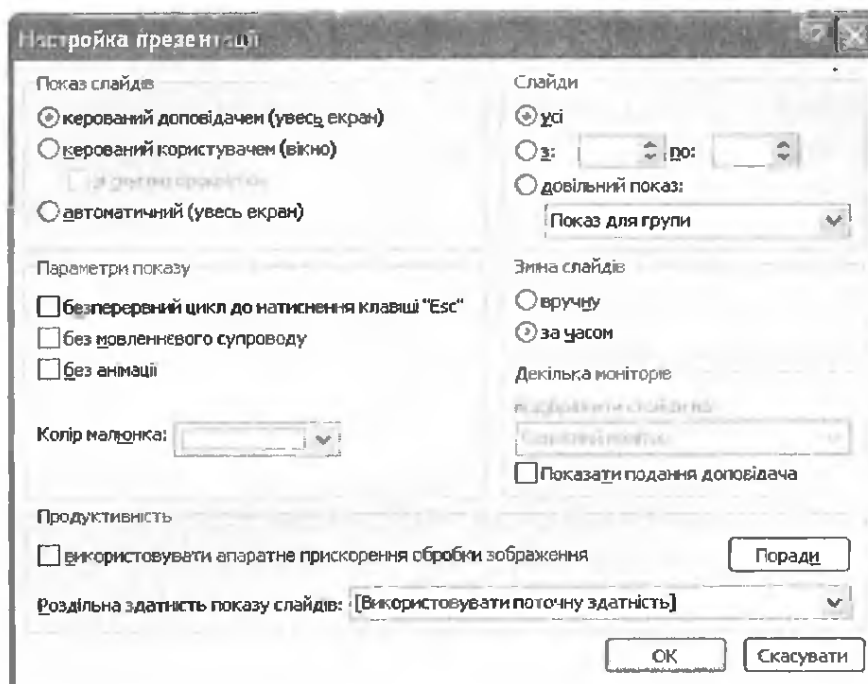 Настройка презентації
Показ слайдів
керований доповідачем (увесь екран)
керований користувачем (вікно)
автоматичний (увесь екран)
Слайди
усі
з: по:
довільний показ:
Показ для групи
Параметри показу
безперервний цикл до натиснення клавіші "Esc"
без мовленнєвого супроводу
без анімації
Колір малюнка:
Зміна слайдів
вручну
за часом
Декілька моніторів
Показати подання доповідача
Продуктивність
використовувати апаратне прискорення обробки зображення
Поради
Роздільна здатність показу слайдів: [Використовувати поточну здатність]
OK Скасувати